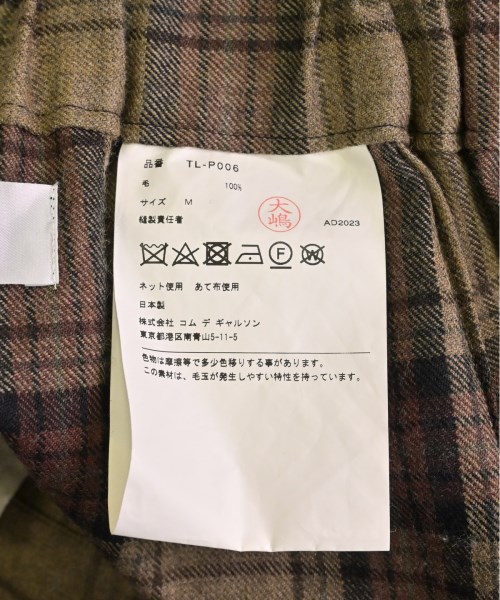 品番 TL-P006
毛 100%
サイズ M
縫製責任者 大嶋 AD2023
F W
ネット使用 あて布使用
日本製
株式会社 コム デ ギャルソン
東京都港区南青山5-11-5
色物は摩擦等で多少色移りする事があります。
この素材は、毛玉が発生しやすい特性を持っています。